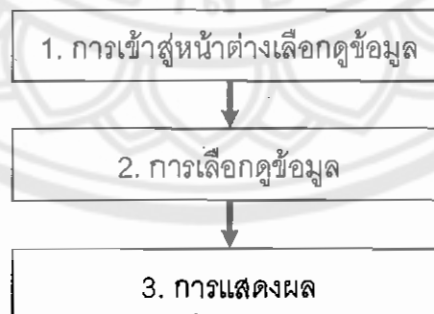 1. การเข้าสู่หน้าต่างเลือกดูข้อมูล
2. การเลือกดูข้อมูล
3. การแสดงผล